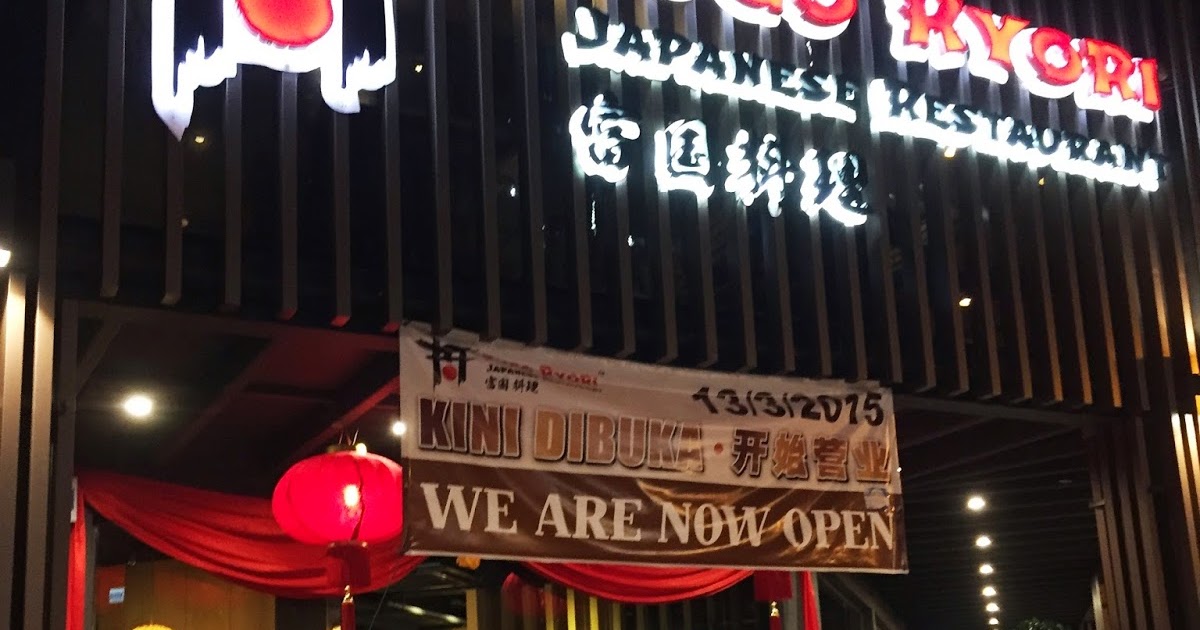 RYORI
JAPANESE RESTAURANT
富国料理
RYORI
富国料理
13/3/2015
KINI DIBUKA · 开始营业
WE ARE NOW OPEN